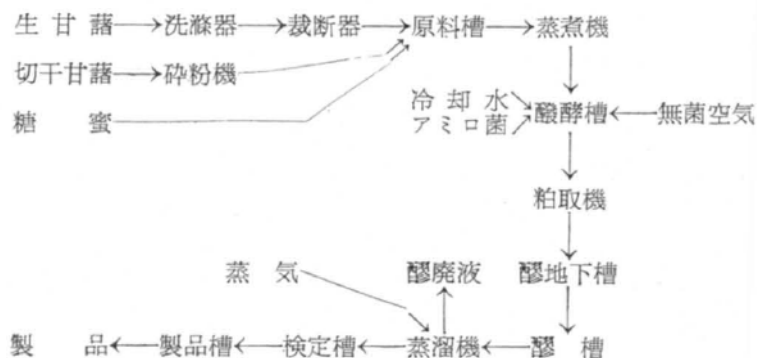 生甘藷→洗滌器→裁断器→原料槽→蒸煮機
切干甘藷→砕粉機
冷却水
アミロ菌
醱酵槽←無菌空気
糖蜜
粕取機
蒸気
醪廃液
醪地下槽
製品←製品槽←検定槽←蒸溜機←醪槽